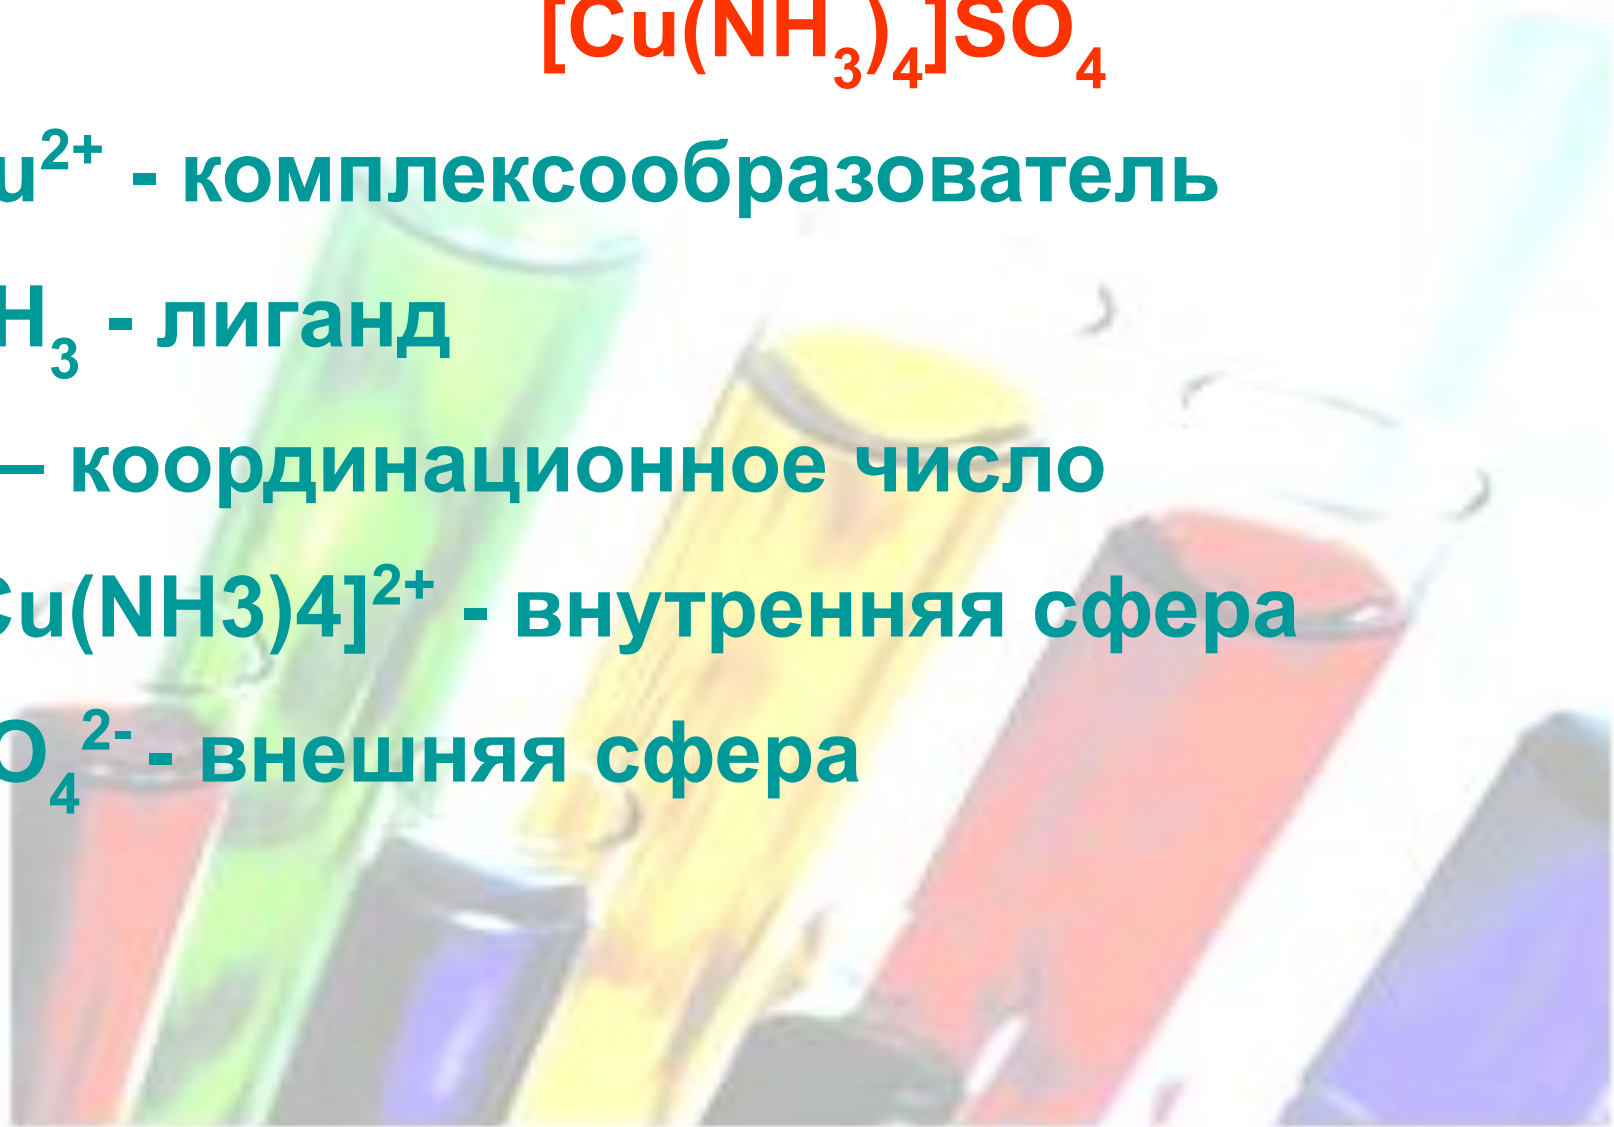 [Cu(NH₃)₄]SO₄
u²⁺ - комплексообразователь
H₃ - лиганд
– координационное число
Cu(NH3)4]²⁺ - внутренняя сфера
O₄²⁻ - внешняя сфера